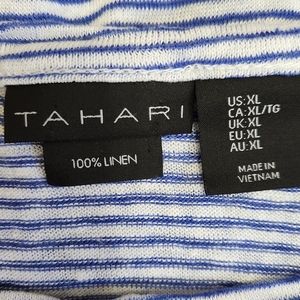 TAHARI
100% LINEN
US:XL
CA:XL/TG
UK:XL
EU:XL
AU:XL
MADE IN
VIETNAM